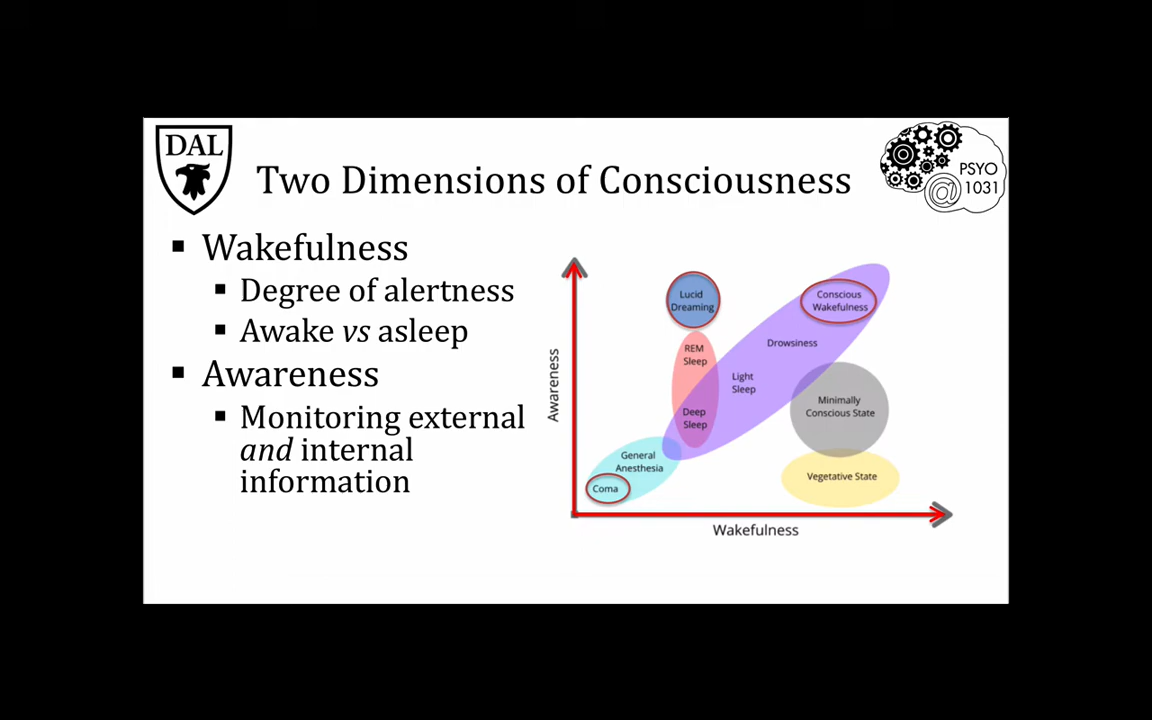 DAL
Two Dimensions of Consciousness
PSYO
@ 1031
▪ Wakefulness
▪ Degree of alertness
▪ Awake vs asleep
▪ Awareness
▪ Monitoring external
and internal
information
Awareness
Lucid
Dreaming
Conscious
Wakefulness
REM
Sleep
Drowsiness
Light
Sleep
Minimally
Conscious State
Deep
Sleep
General
Anesthesia
Coma
Vegetative State
Wakefulness